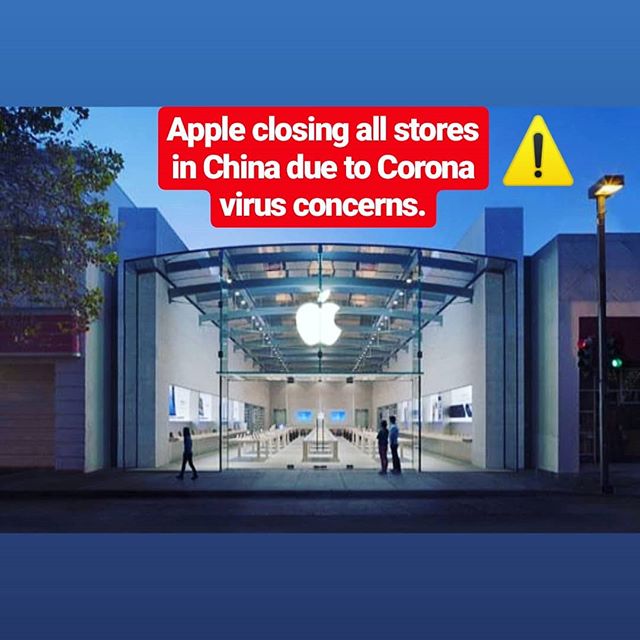 Apple closing all stores
in China due to Corona
virus concerns.